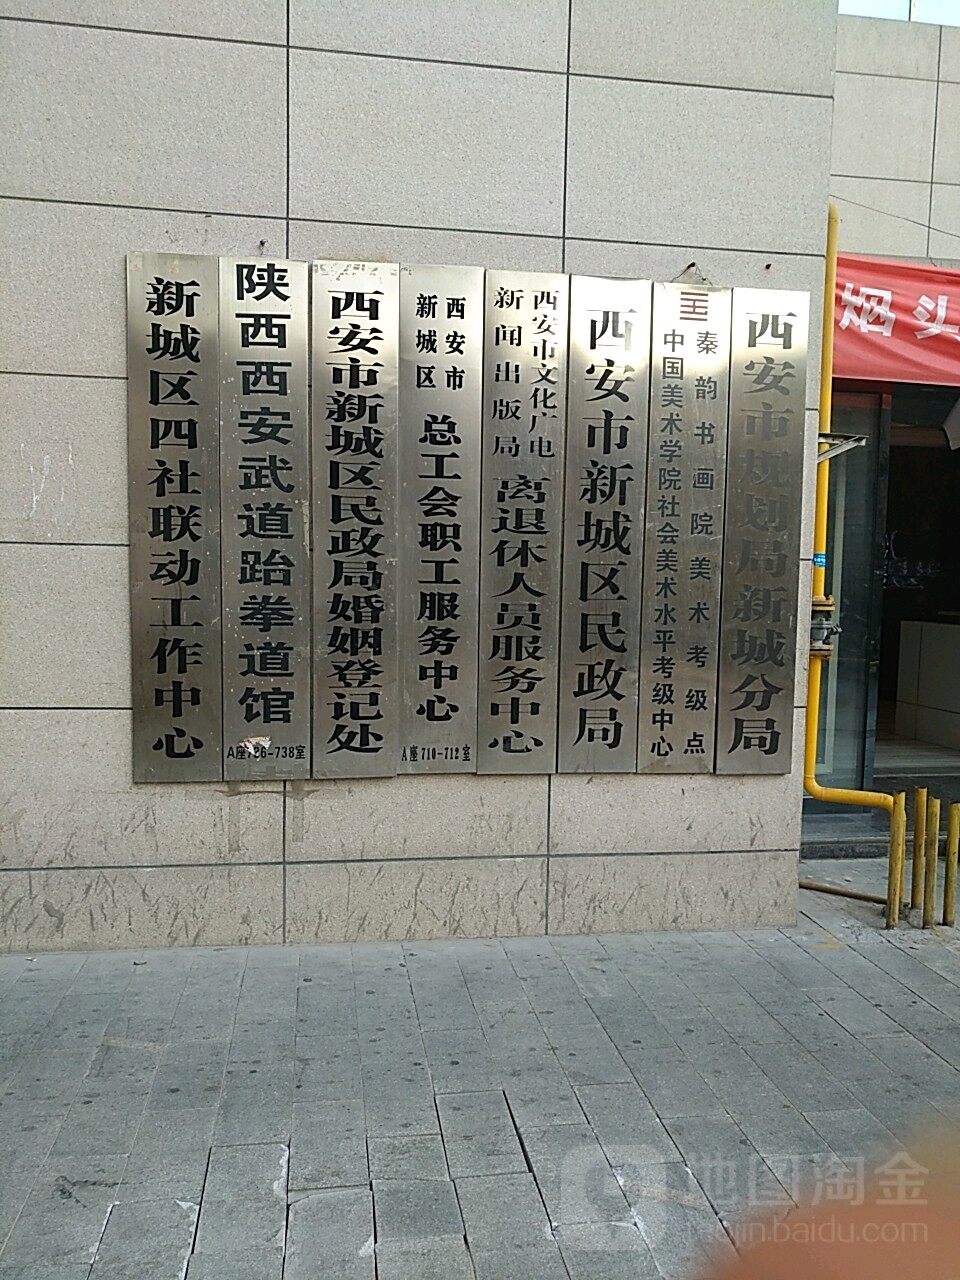 新城区四社联动工作中心
陕西西安武道跆拳道馆
A座726-738室
西安市新城区民政局婚姻登记处
西安市
新城区
总工会职工服务中心
A座710-712室
西安市文化广电
新闻出版局
离退休人员服务中心
西安市新城区民政局
秦韵书画院美术考级点
中国美术学院社会美术水平考级中心
西安市规划局新城分局
烟头
地图淘金
taojin.baidu.com